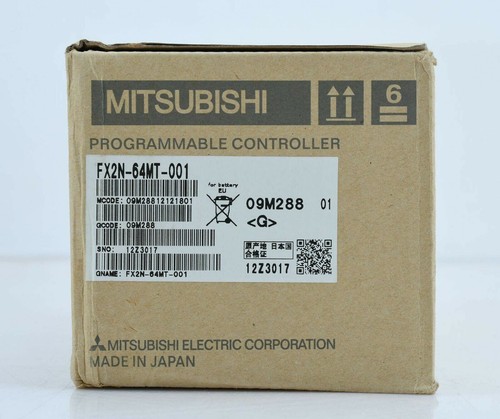 MITSUBISHI
6
PROGRAMMABLE CONTROLLER
FX2N-64MT-001
MCODE: 09M28812121801
GCODE: 09M288
SNO: 12Z3017
GNAME: FX2N-64MT-001
for battery
EU
09M288 01
<G>
原产地 日本国
合格证
12Z3017
MITSUBISHI ELECTRIC CORPORATION
MADE IN JAPAN